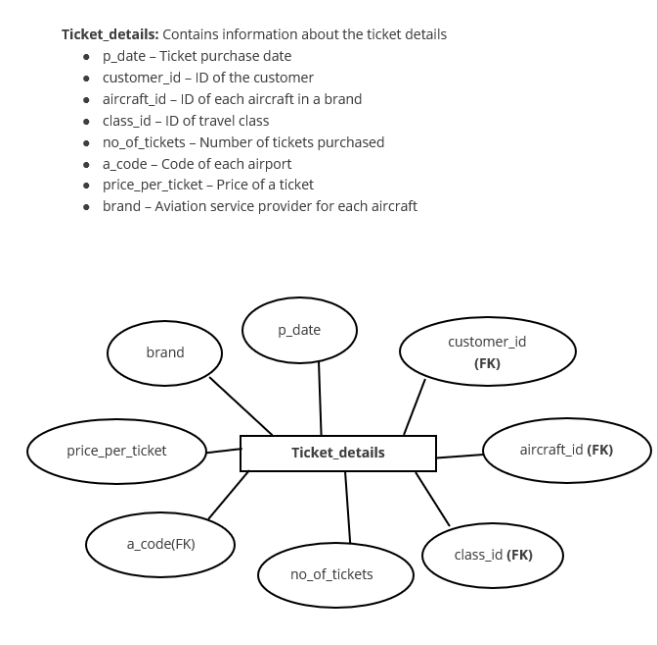 Ticket_details: Contains information about the ticket details
● p_date – Ticket purchase date
● customer_id – ID of the customer
● aircraft_id – ID of each aircraft in a brand
● class_id – ID of travel class
● no_of_tickets – Number of tickets purchased
● a_code – Code of each airport
● price_per_ticket – Price of a ticket
● brand – Aviation service provider for each aircraft
p_date
brand
customer_id
(FK)
price_per_ticket
Ticket_details
aircraft_id (FK)
a_code(FK)
no_of_tickets
class_id (FK)